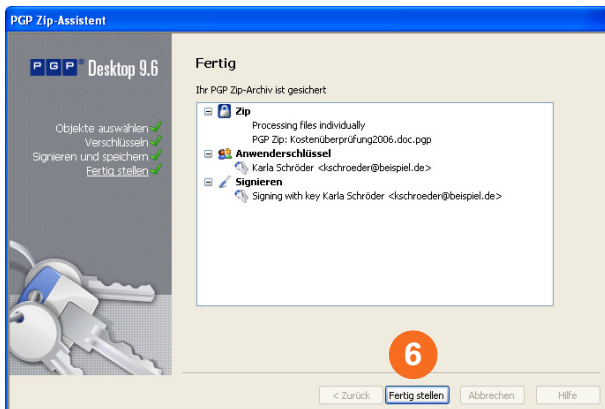 PGP Zip-Assistent
PGP Desktop 9.6
Objekte auswählen
Verschlüsseln
Signieren und speichern
Fertig stellen
Fertig
Ihr PGP Zip-Archiv ist gesichert
Zip
Processing files individually
PGP Zip: Kostenüberprüfung2006.doc.pgp
Anwenderschlüssel
Karla Schröder <kschroeder@beispiel.de>
Signieren
Signing with key Karla Schröder <kschroeder@beispiel.de>
6
< Zurück Fertig stellen Abbrechen Hilfe